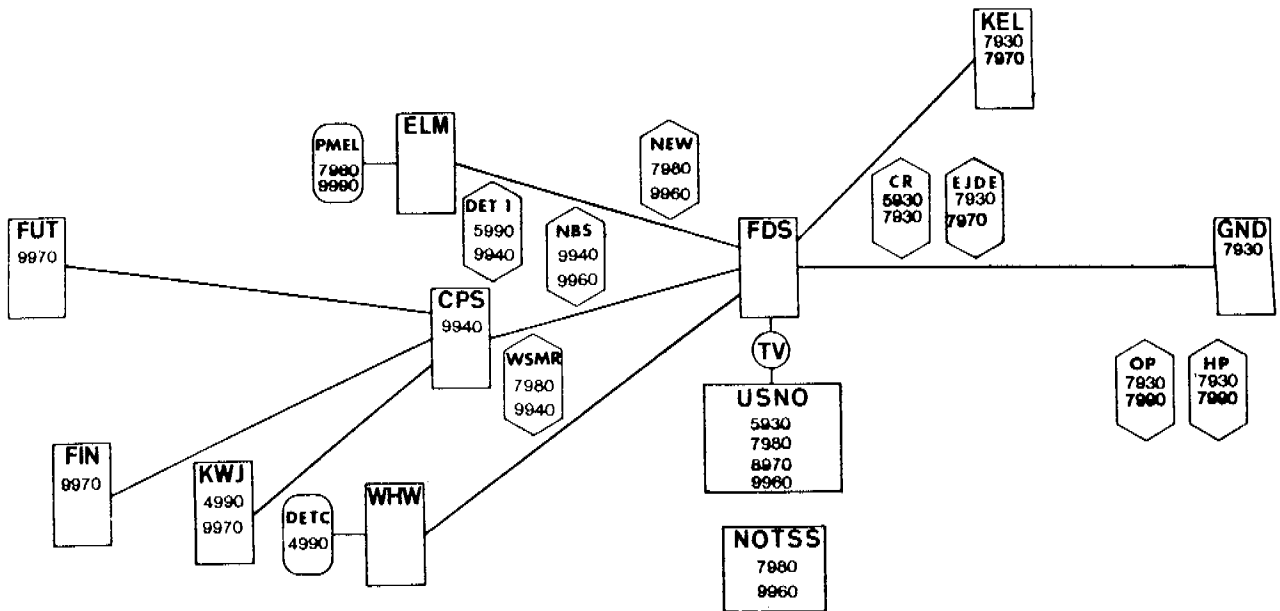 KEL
7930
7970
PMEL
7980
9990
ELM
NEW
7980
9960
CR
5930
7930
EJDE
7930
7970
DET 1
5990
9940
NBS
9940
9960
FUT
9970
FDS
GND
7930
CPS
9940
TV
WSMR
7980
9940
OP
7930
7990
HP
7930
7990
USNO
5930
7980
8970
9960
FIN
9970
KWJ
4990
9970
DETC
4990
WHW
NOTSS
7980
9960